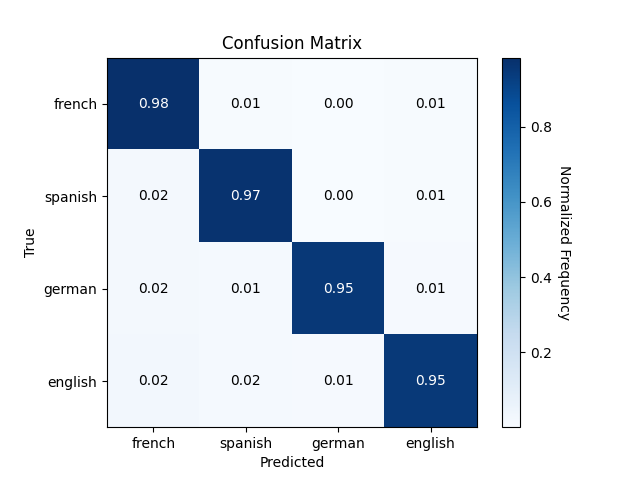 Confusion Matrix
french 0.98 0.01 0.00 0.01
spanish 0.02 0.97 0.00 0.01
german 0.02 0.01 0.95 0.01
english 0.02 0.02 0.01 0.95
french spanish german english
Predicted
True
0.8
0.6
0.4
0.2
Normalized Frequency